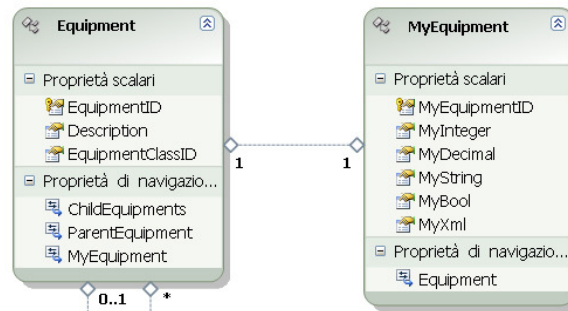 Equipment
Proprietà scalari
EquipmentID
Description
EquipmentClassID
Proprietà di navigazio...
ChildEquipments
ParentEquipment
MyEquipment
0..1
*
1
1
MyEquipment
Proprietà scalari
MyEquipmentID
MyInteger
MyDecimal
MyString
MyBool
MyXml
Proprietà di navigazio...
Equipment